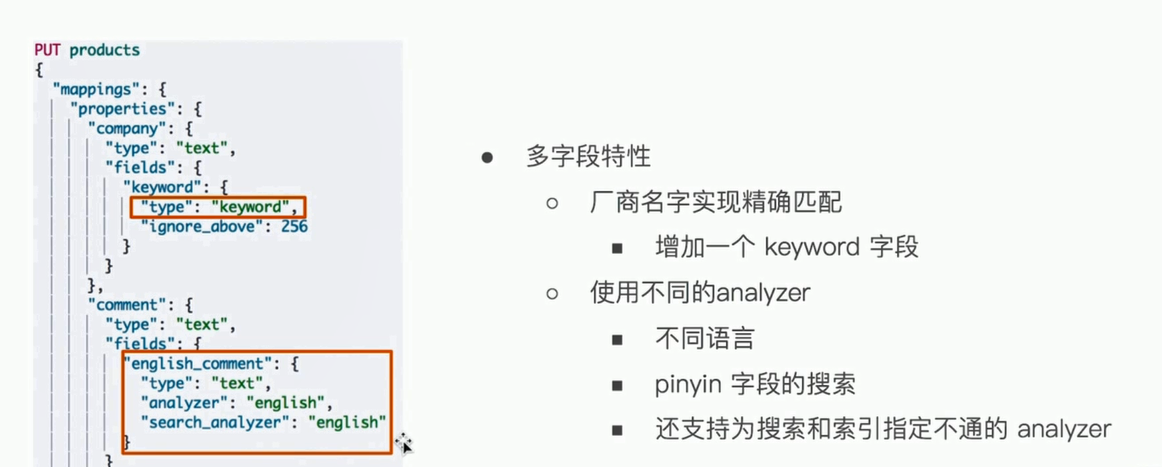 PUT products
{
"mappings": {
"properties": {
"company": {
"type": "text",
"fields": {
"keyword": {
"type": "keyword",
"ignore_above": 256
}
}
},
"comment": {
"type": "text",
"fields": {
"english_comment": {
"type": "text",
"analyzer": "english",
"search_analyzer": "english"
}
}
● 多字段特性
○ 厂商名字实现精确匹配
■ 增加一个 keyword 字段
○ 使用不同的analyzer
■ 不同语言
■ pinyin 字段的搜索
■ 还支持为搜索和索引指定不通的 analyzer